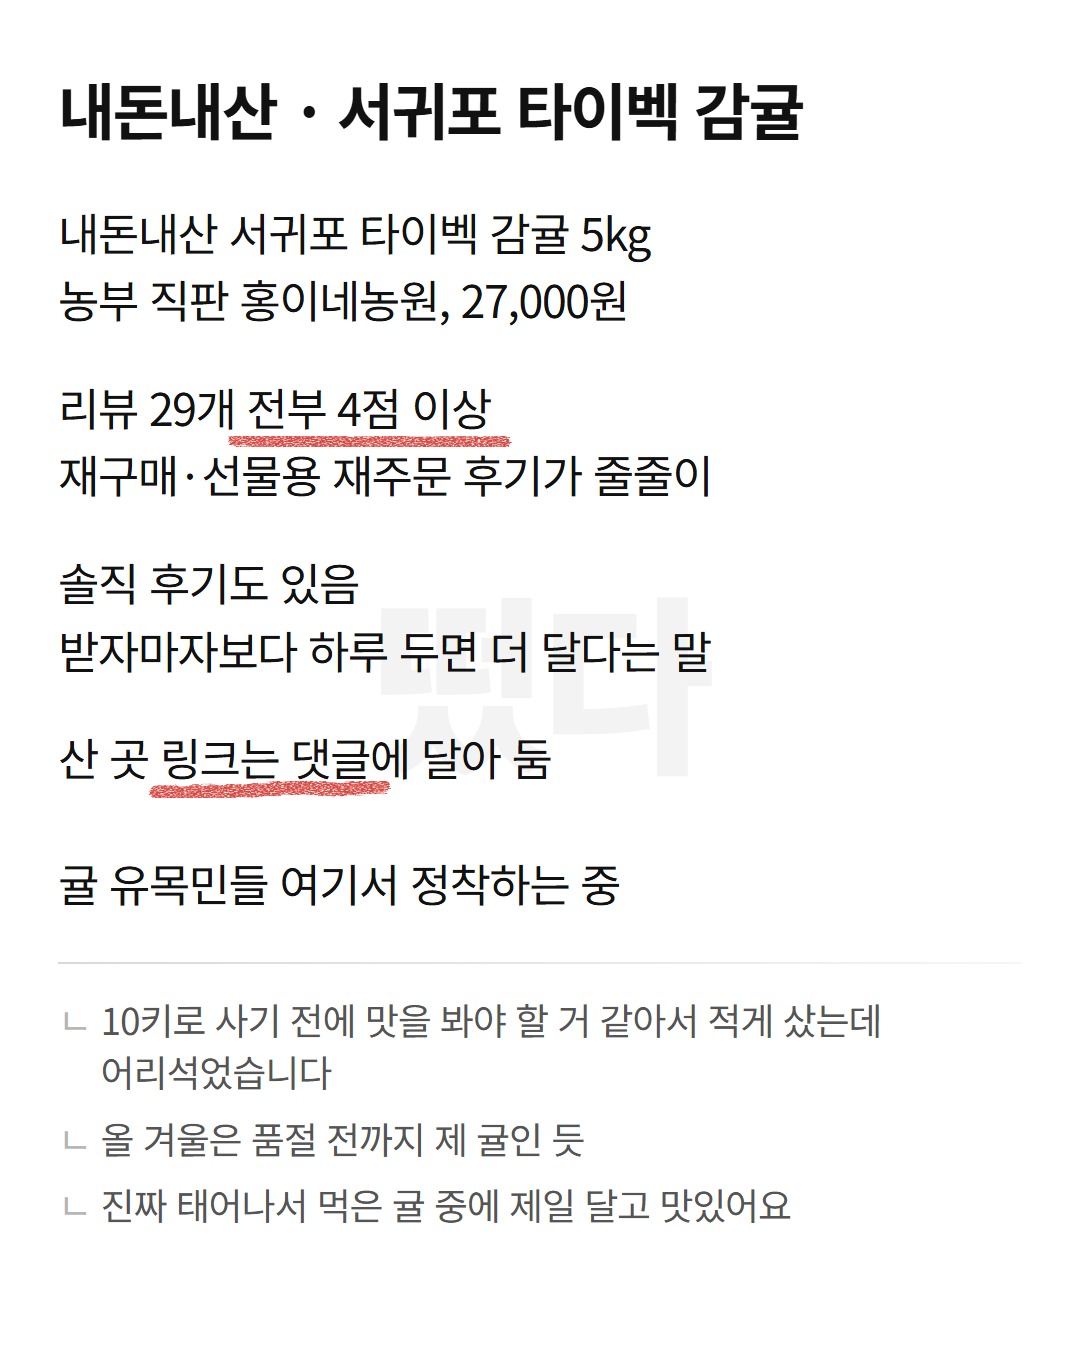 내돈내산 · 서귀포 타이벡 감귤
내돈내산 서귀포 타이벡 감귤 5kg
농부 직판 홍이네농원, 27,000원
리뷰 29개 전부 4점 이상
재구매·선물용 재주문 후기가 줄줄이
솔직 후기도 있음
받자마자보다 하루 두면 더 달다는 말
떴다
산 곳 링크는 댓글에 달아 둠
귤 유목민들 여기서 정착하는 중
ㄴ 10키로 사기 전에 맛을 봐야 할 거 같아서 적게 샀는데
어리석었습니다
ㄴ 올 겨울은 품절 전까지 제 귤인 듯
ㄴ 진짜 태어나서 먹은 귤 중에 제일 달고 맛있어요